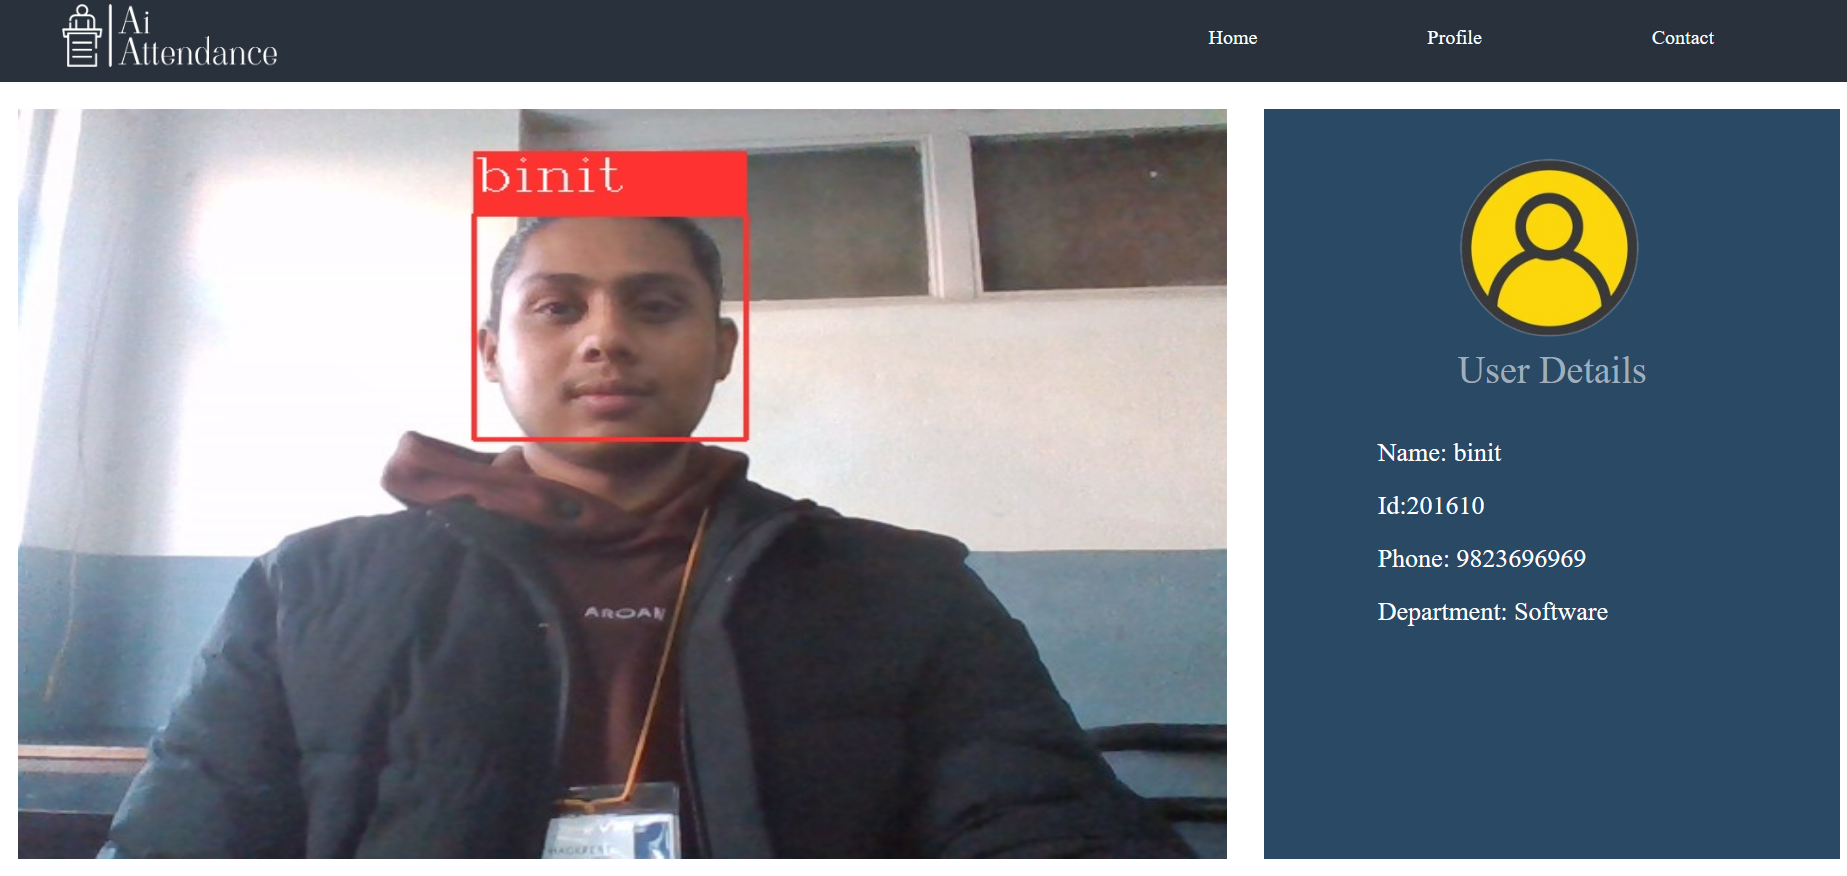 Ai
Attendance
Home
Profile
Contact
binit
AROAN
User Details
Name: binit
Id:201610
Phone: 9823696969
Department: Software